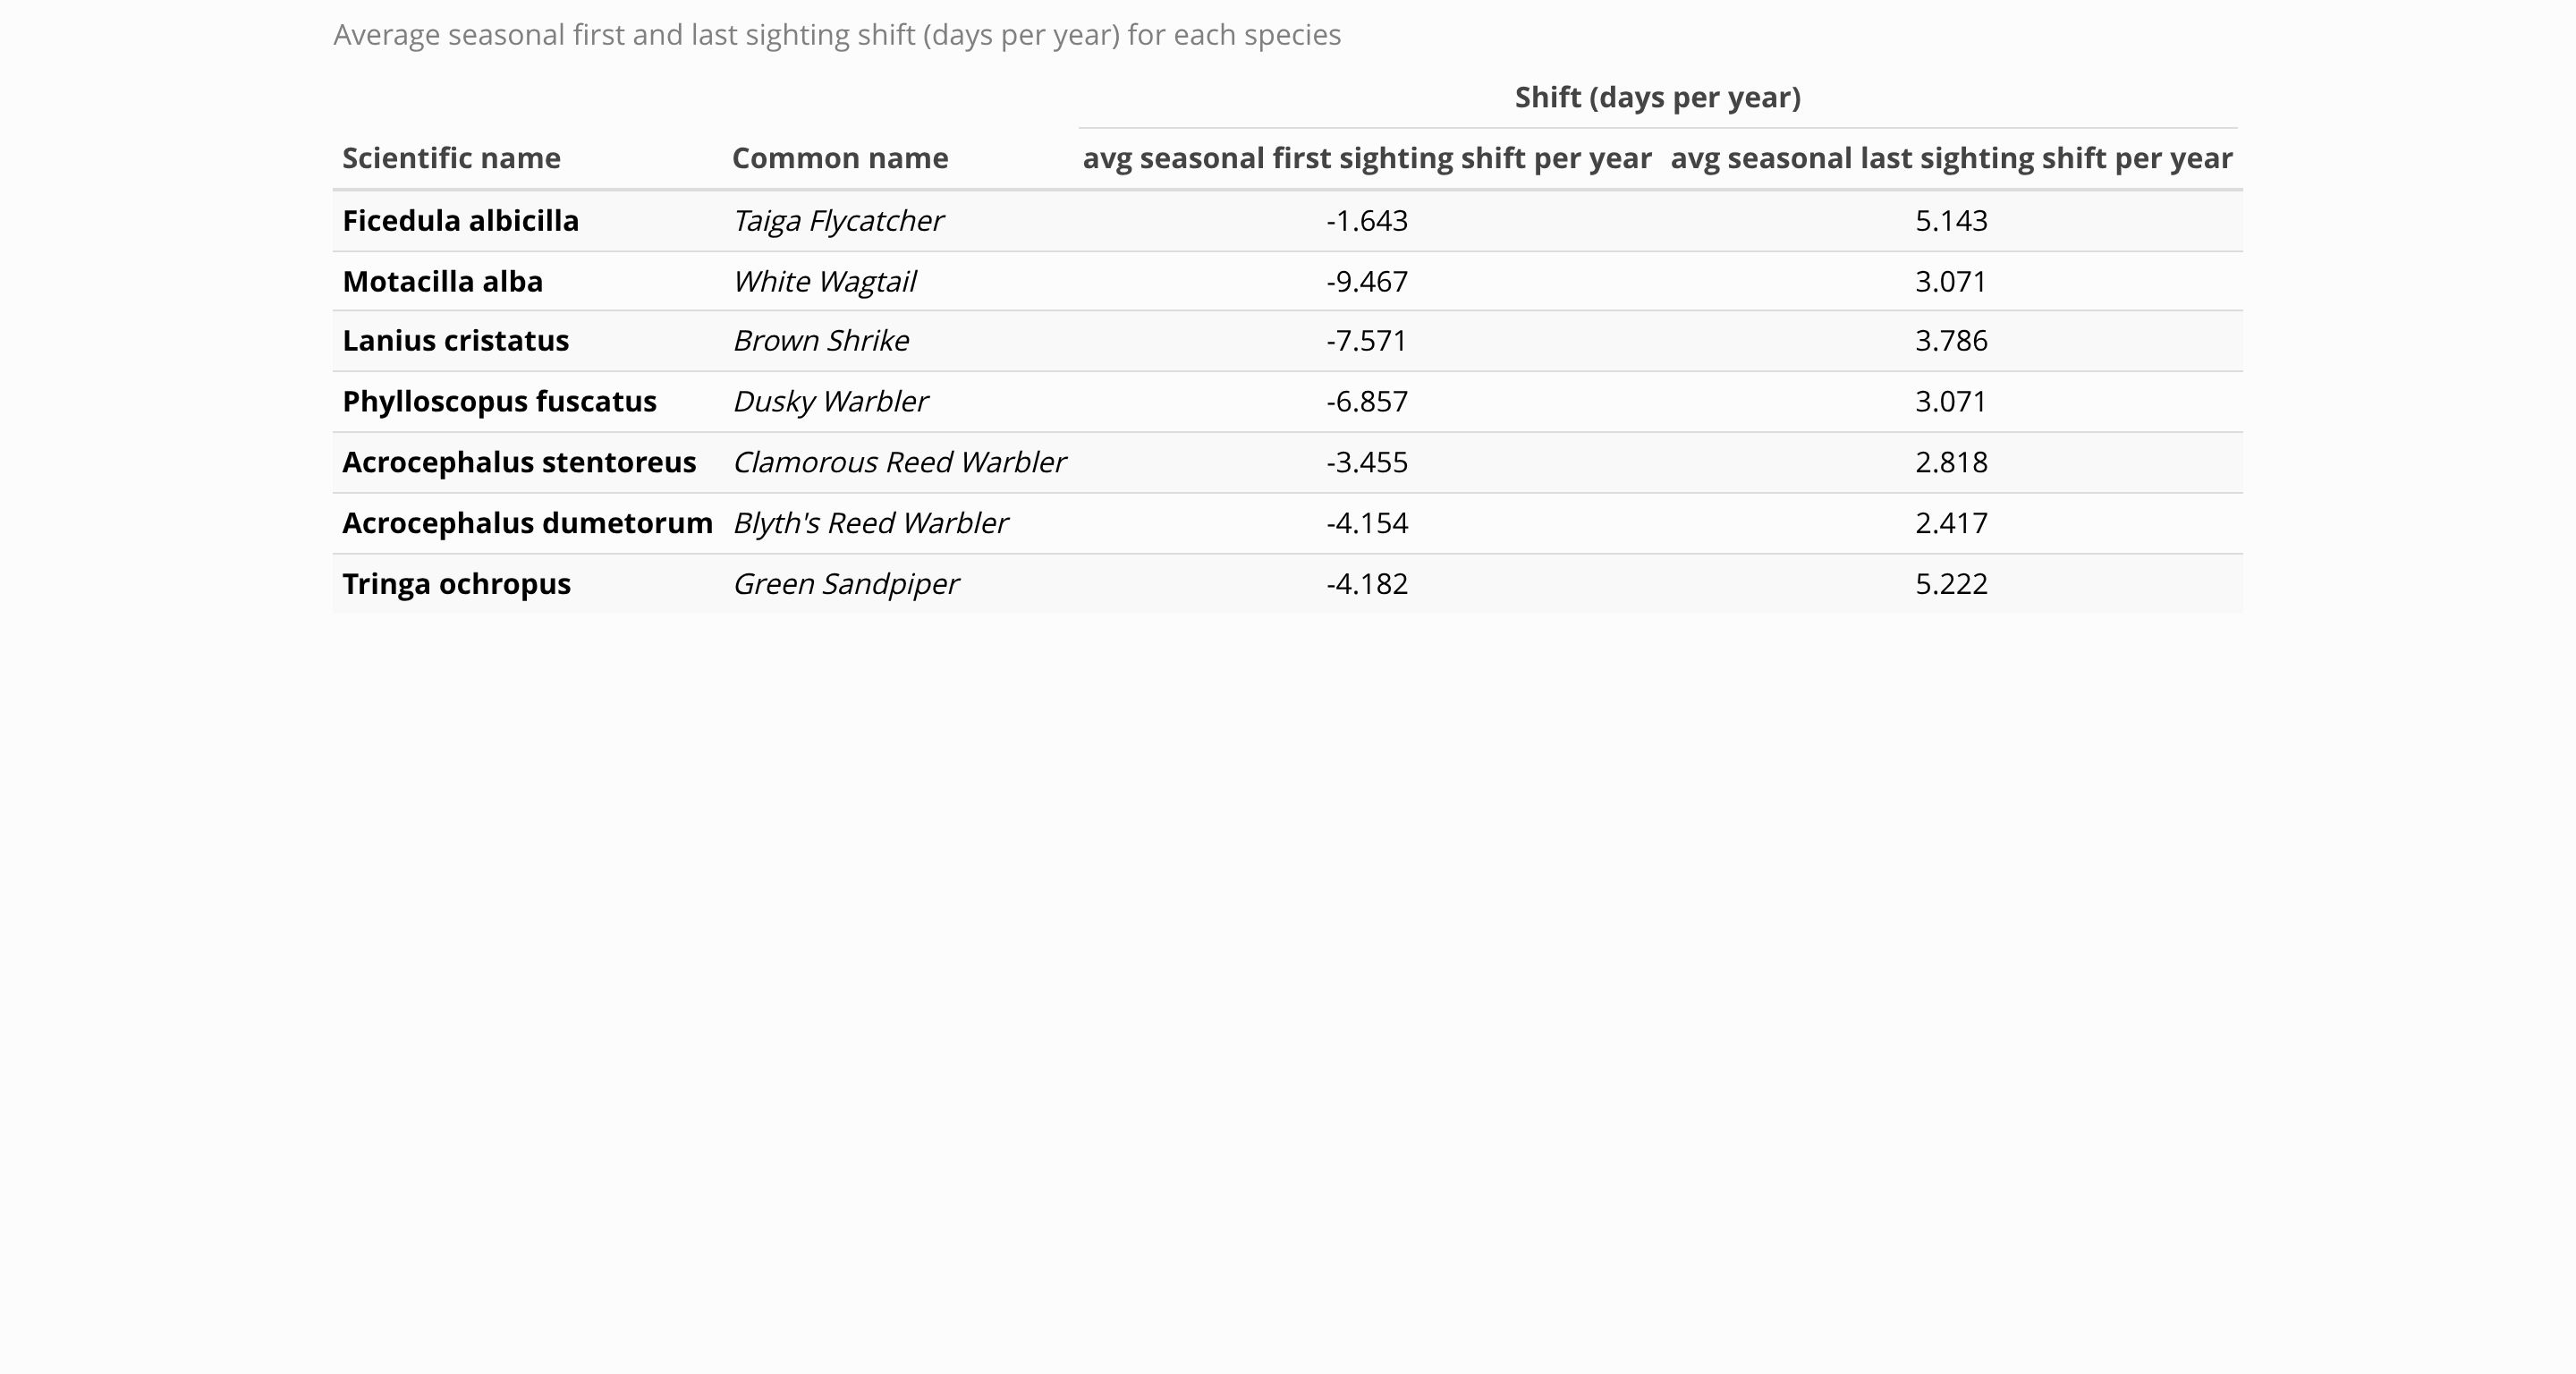 Average seasonal first and last sighting shift (days per year) for each species
Shift (days per year)
Scientific name Common name avg seasonal first sighting shift per year avg seasonal last sighting shift per year
Ficedula albicilla Taiga Flycatcher -1.643 5.143
Motacilla alba White Wagtail -9.467 3.071
Lanius cristatus Brown Shrike -7.571 3.786
Phylloscopus fuscatus Dusky Warbler -6.857 3.071
Acrocephalus stentoreus Clamorous Reed Warbler -3.455 2.818
Acrocephalus dumetorum Blyth's Reed Warbler -4.154 2.417
Tringa ochropus Green Sandpiper -4.182 5.222